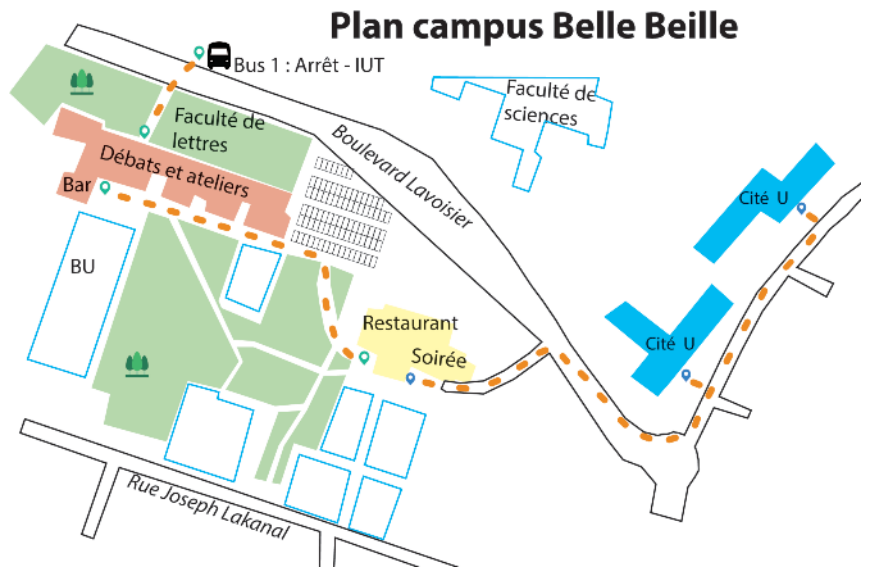 Plan campus Belle Beille
Bus 1 : Arrêt - IUT
Faculté de
sciences
Faculté de
lettres
Boulevard Lavoisier
Débats et ateliers
Bar
Cité U
BU
Restaurant
Soirée
Cité U
Rue Joseph Lakanal